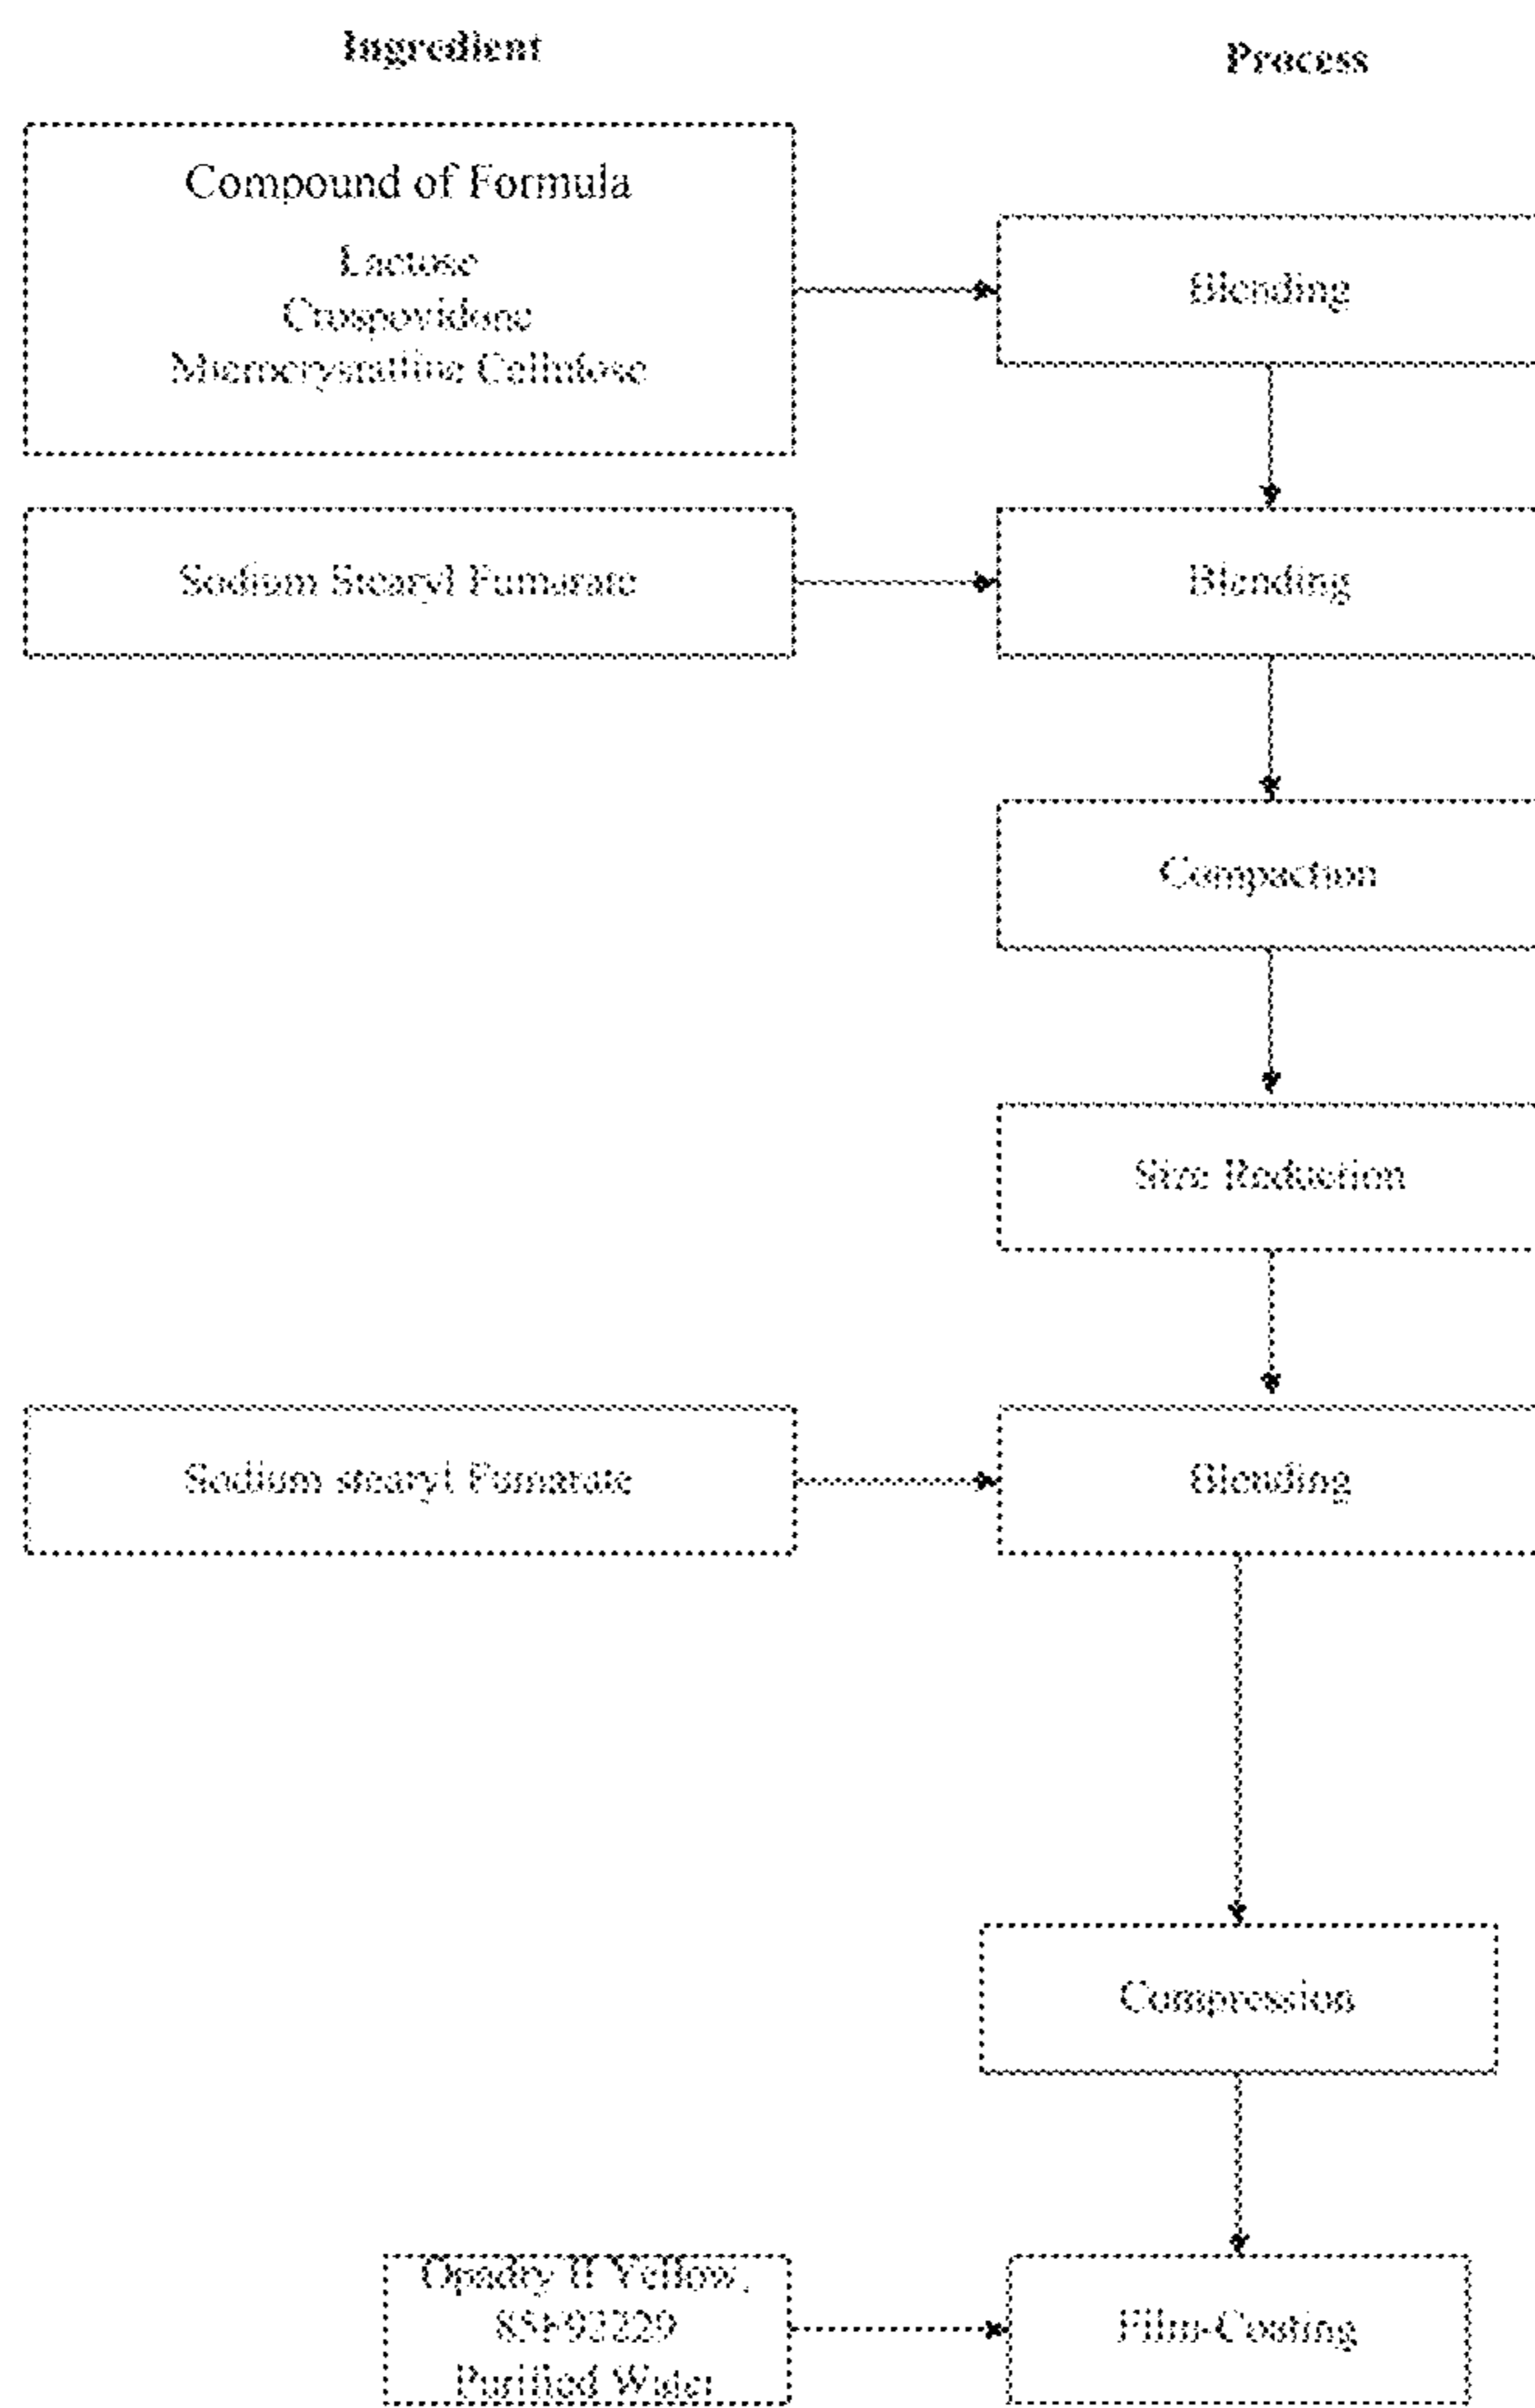 Ingredient
Process
Compound of Formula
Lactose
Crospovidone
Microcrystalline Cellulose
Blending
Sodium Stearyl Fumarate
Blending
Compaction
Size Reduction
Sodium stearyl Fumarate
Blending
Compression
Opadry II Yellow,
Purified Water
Film-Coating